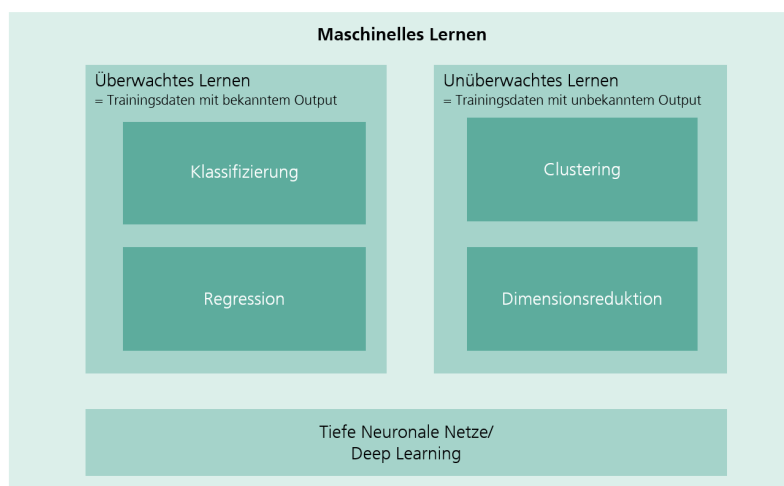 Maschinelles Lernen
Überwachtes Lernen
= Trainingsdaten mit bekanntem Output
Klassifizierung
Regression
Unüberwachtes Lernen
= Trainingsdaten mit unbekanntem Output
Clustering
Dimensionsreduktion
Tiefe Neuronale Netze/
Deep Learning